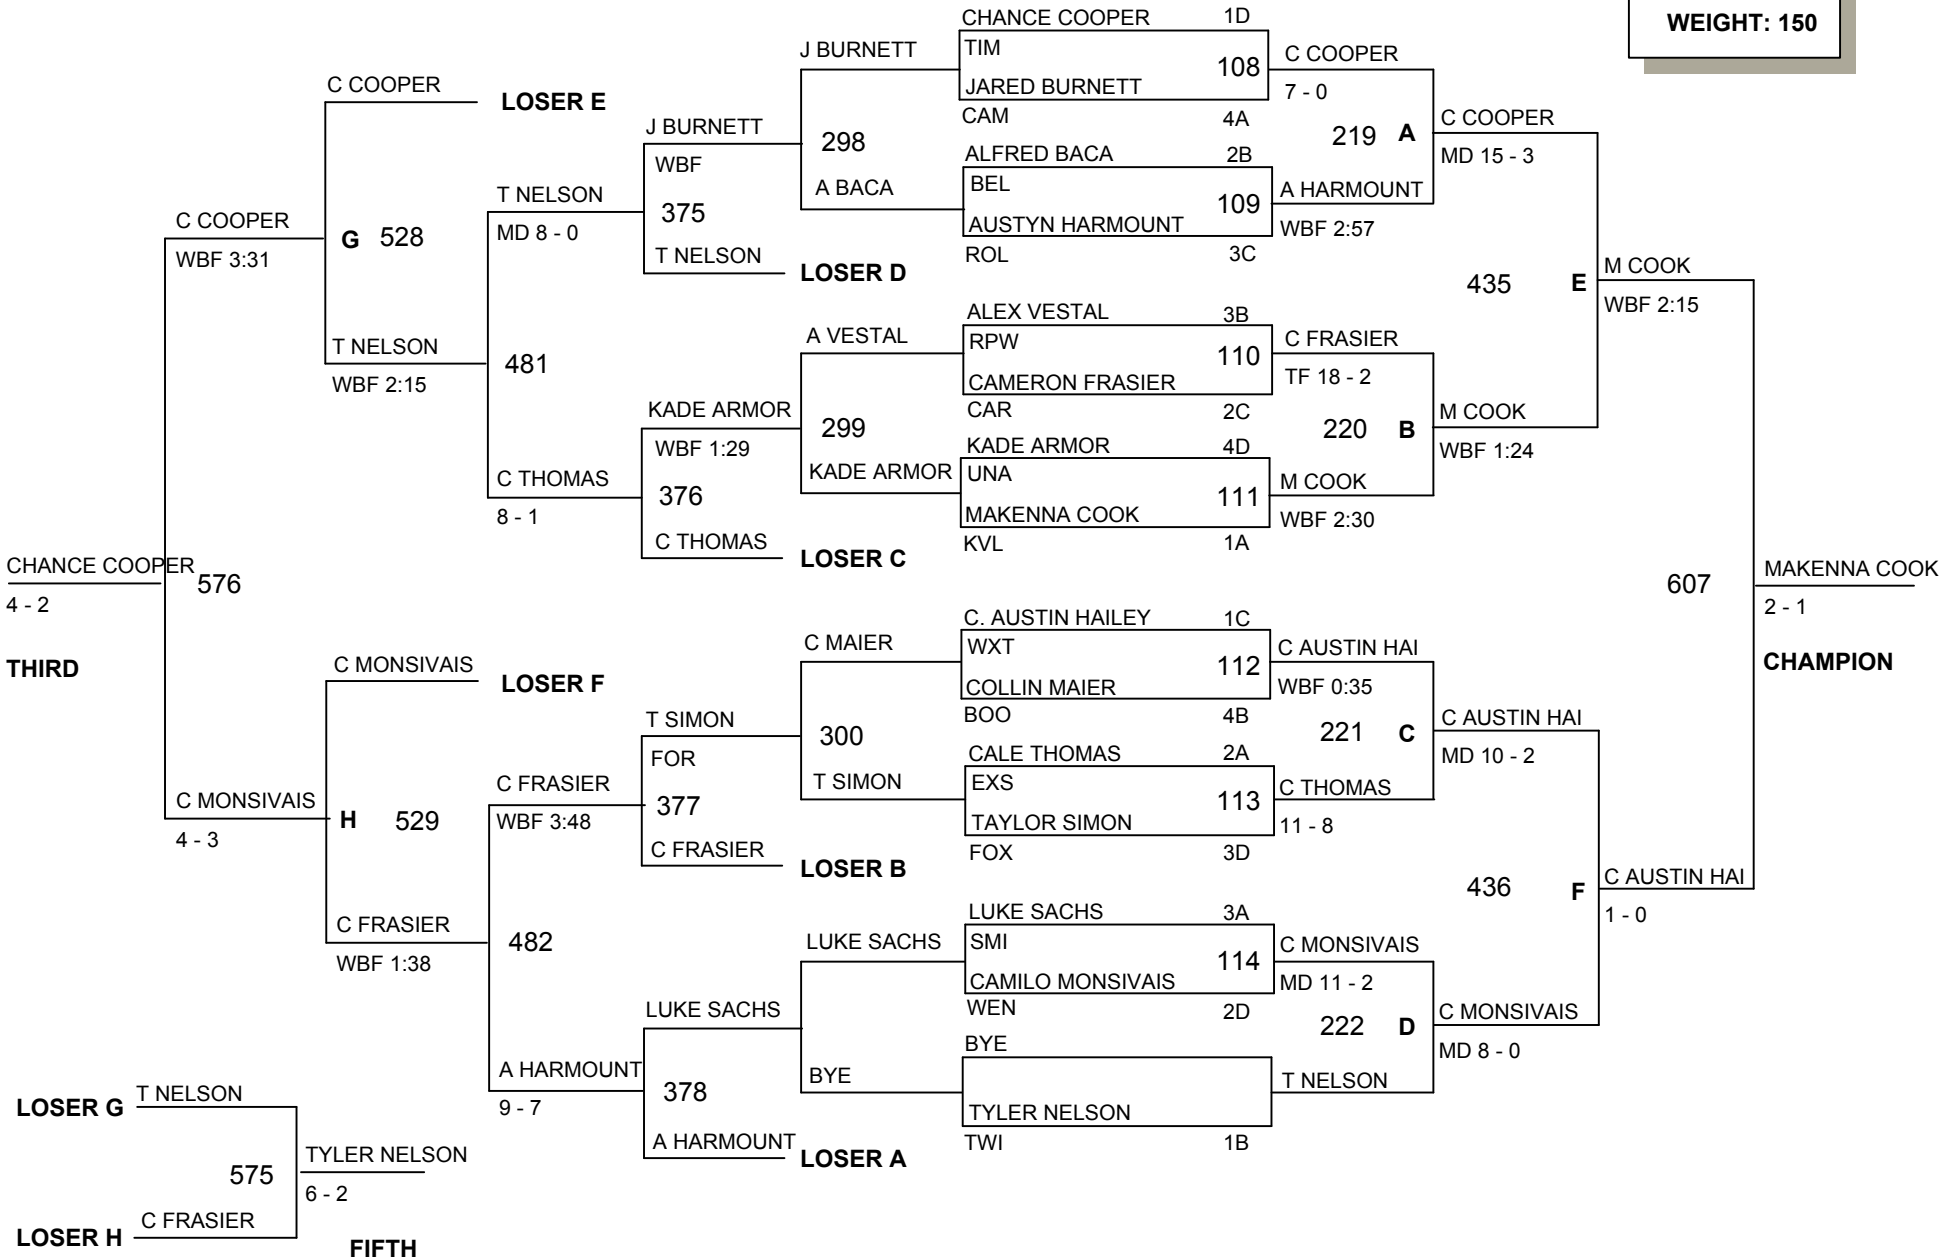 WEIGHT: 150
CHANCE COOPER 1D
TIM
108
JARED BURNETT
CAM 4A
ALFRED BACA 2B
BEL
109
AUSTYN HARMOUNT
ROL 3C
ALEX VESTAL 3B
RPW
110
CAMERON FRASIER
CAR 2C
KADE ARMOR 4D
UNA
111
MAKENNA COOK
KVL 1A
C. AUSTIN HAILEY 1C
WXT
112
COLLIN MAIER
BOO 4B
CALE THOMAS 2A
EXS
113
TAYLOR SIMON
FOX 3D
LUKE SACHS 3A
SMI
114
CAMILO MONSIVAIS
WEN 2D
BYE
TYLER NELSON
TWI 1B
C COOPER
7 - 0
219 A
A HARMOUNT
WBF 2:57
C FRASIER
TF 18 - 2
220 B
M COOK
WBF 2:30
C AUSTIN HAI
WBF 0:35
221 C
C THOMAS
11 - 8
C MONSIVAIS
MD 11 - 2
222 D
T NELSON
C COOPER
MD 15 - 3
435 E
M COOK
WBF 1:24
C AUSTIN HAI
MD 10 - 2
436 F
C MONSIVAIS
MD 8 - 0
M COOK
WBF 2:15
607
C AUSTIN HAI
1 - 0
MAKENNA COOK
2 - 1
CHAMPION
J BURNETT
298
A BACA
A VESTAL
299
KADE ARMOR
C MAIER
300
T SIMON
LUKE SACHS
BYE
J BURNETT
WBF
375
T NELSON
LOSER D
KADE ARMOR
WBF 1:29
376
C THOMAS
LOSER C
T SIMON
FOR
377
C FRASIER
LOSER B
LUKE SACHS
378
A HARMOUNT
LOSER A
T NELSON
MD 8 - 0
481
C THOMAS
8 - 1
C FRASIER
WBF 3:48
482
A HARMOUNT
9 - 7
C COOPER
LOSER E
G 528
T NELSON
WBF 2:15
C MONSIVAIS
LOSER F
H 529
C FRASIER
WBF 1:38
C COOPER
WBF 3:31
576
C MONSIVAIS
4 - 3
CHANCE COOPER
4 - 2
THIRD
LOSER G T NELSON
575
TYLER NELSON
6 - 2
LOSER H C FRASIER
FIFTH